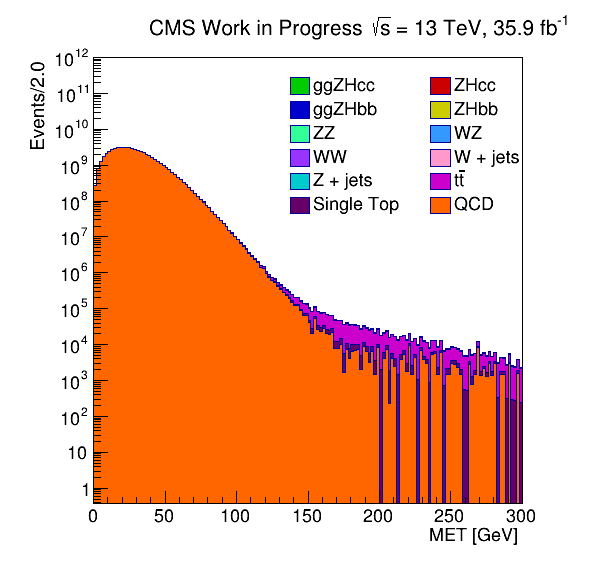 CMS Work in Progress √s = 13 TeV, 35.9 fb⁻¹
Events/2.0
10¹²
10¹¹
10¹⁰
10⁹
10⁸
10⁷
10⁶
10⁵
10⁴
10³
10²
10
1
ggZHcc ZHcc
ggZHbb ZHbb
ZZ WZ
WW W + jets
Z + jets tt̄
Single Top QCD
0 50 100 150 200 250 300
MET [GeV]